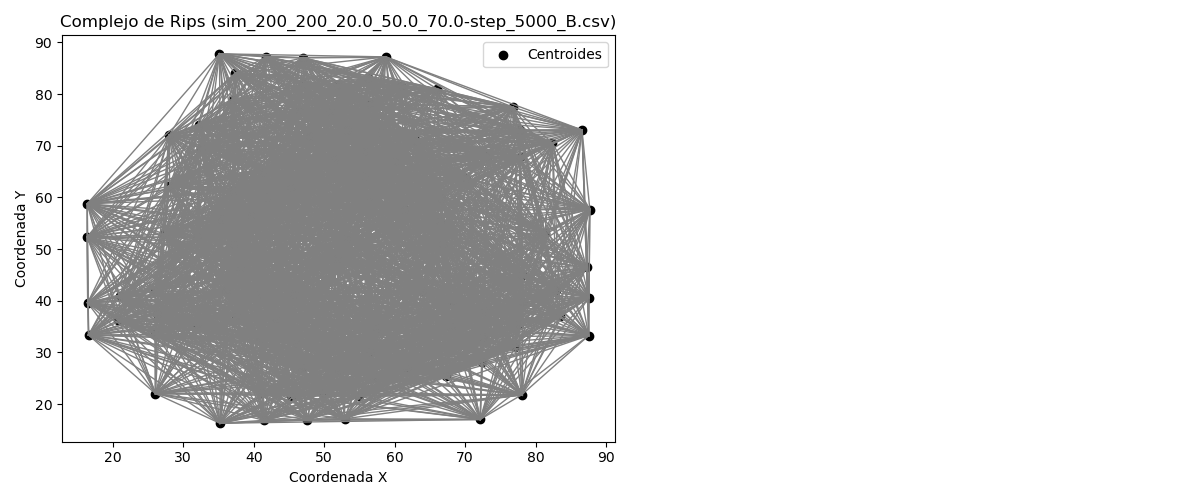 Complejo de Rips (sim_200_200_20.0_50.0_70.0-step_5000_B.csv)
Centroides
90
80
70
60
50
40
30
20
Coordenada Y
20 30 40 50 60 70 80 90
Coordenada X